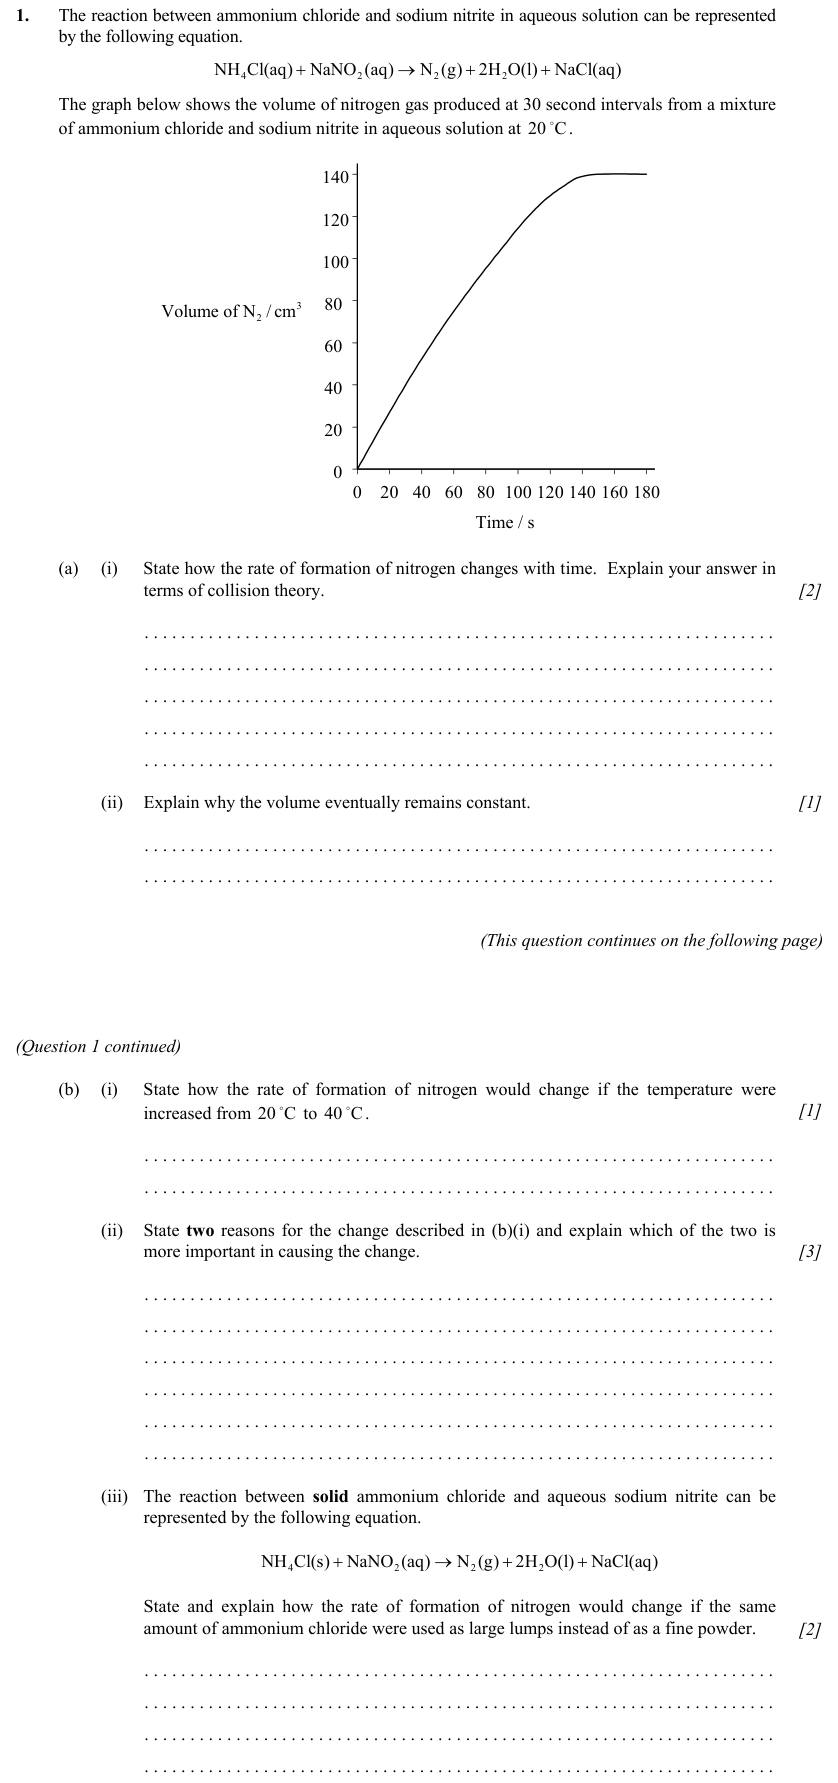 1. The reaction between ammonium chloride and sodium nitrite in aqueous solution can be represented
by the following equation.
NH₄Cl(aq) + NaNO₂(aq) → N₂(g) + 2H₂O(l) + NaCl(aq)
The graph below shows the volume of nitrogen gas produced at 30 second intervals from a mixture
of ammonium chloride and sodium nitrite in aqueous solution at 20 °C.
140
120
100
Volume of N₂ / cm³ 80
60
40
20
0
0 20 40 60 80 100 120 140 160 180
Time / s
(a) (i) State how the rate of formation of nitrogen changes with time. Explain your answer in
terms of collision theory. [2]
(ii) Explain why the volume eventually remains constant. [1]
(This question continues on the following page)
(Question 1 continued)
(b) (i) State how the rate of formation of nitrogen would change if the temperature were
increased from 20 °C to 40 °C. [1]
(ii) State two reasons for the change described in (b)(i) and explain which of the two is
more important in causing the change. [3]
(iii) The reaction between solid ammonium chloride and aqueous sodium nitrite can be
represented by the following equation.
NH₄Cl(s) + NaNO₂(aq) → N₂(g) + 2H₂O(l) + NaCl(aq)
State and explain how the rate of formation of nitrogen would change if the same
amount of ammonium chloride were used as large lumps instead of as a fine powder. [2]